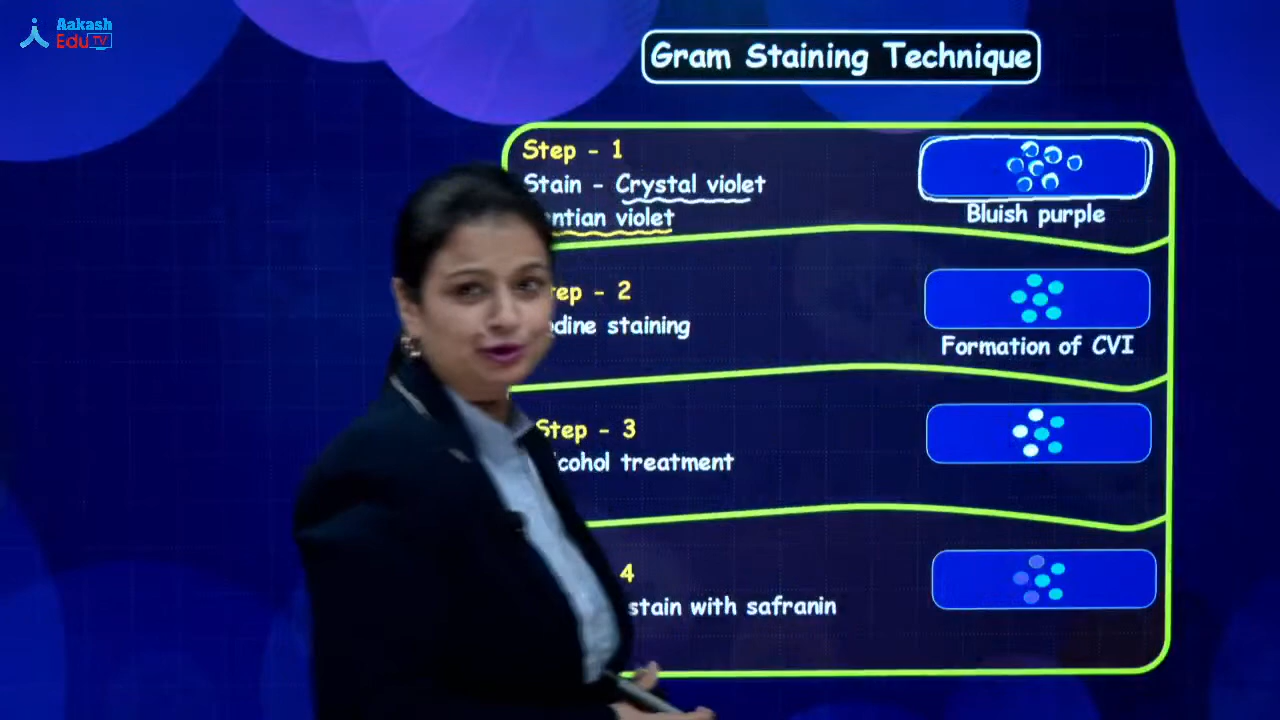 Aakash
EduTV
Gram Staining Technique
Step - 1
Stain - Crystal violet
ntian violet
Bluish purple
ep - 2
dine staining
Formation of CVI
Step - 3
cohol treatment
4
stain with safranin